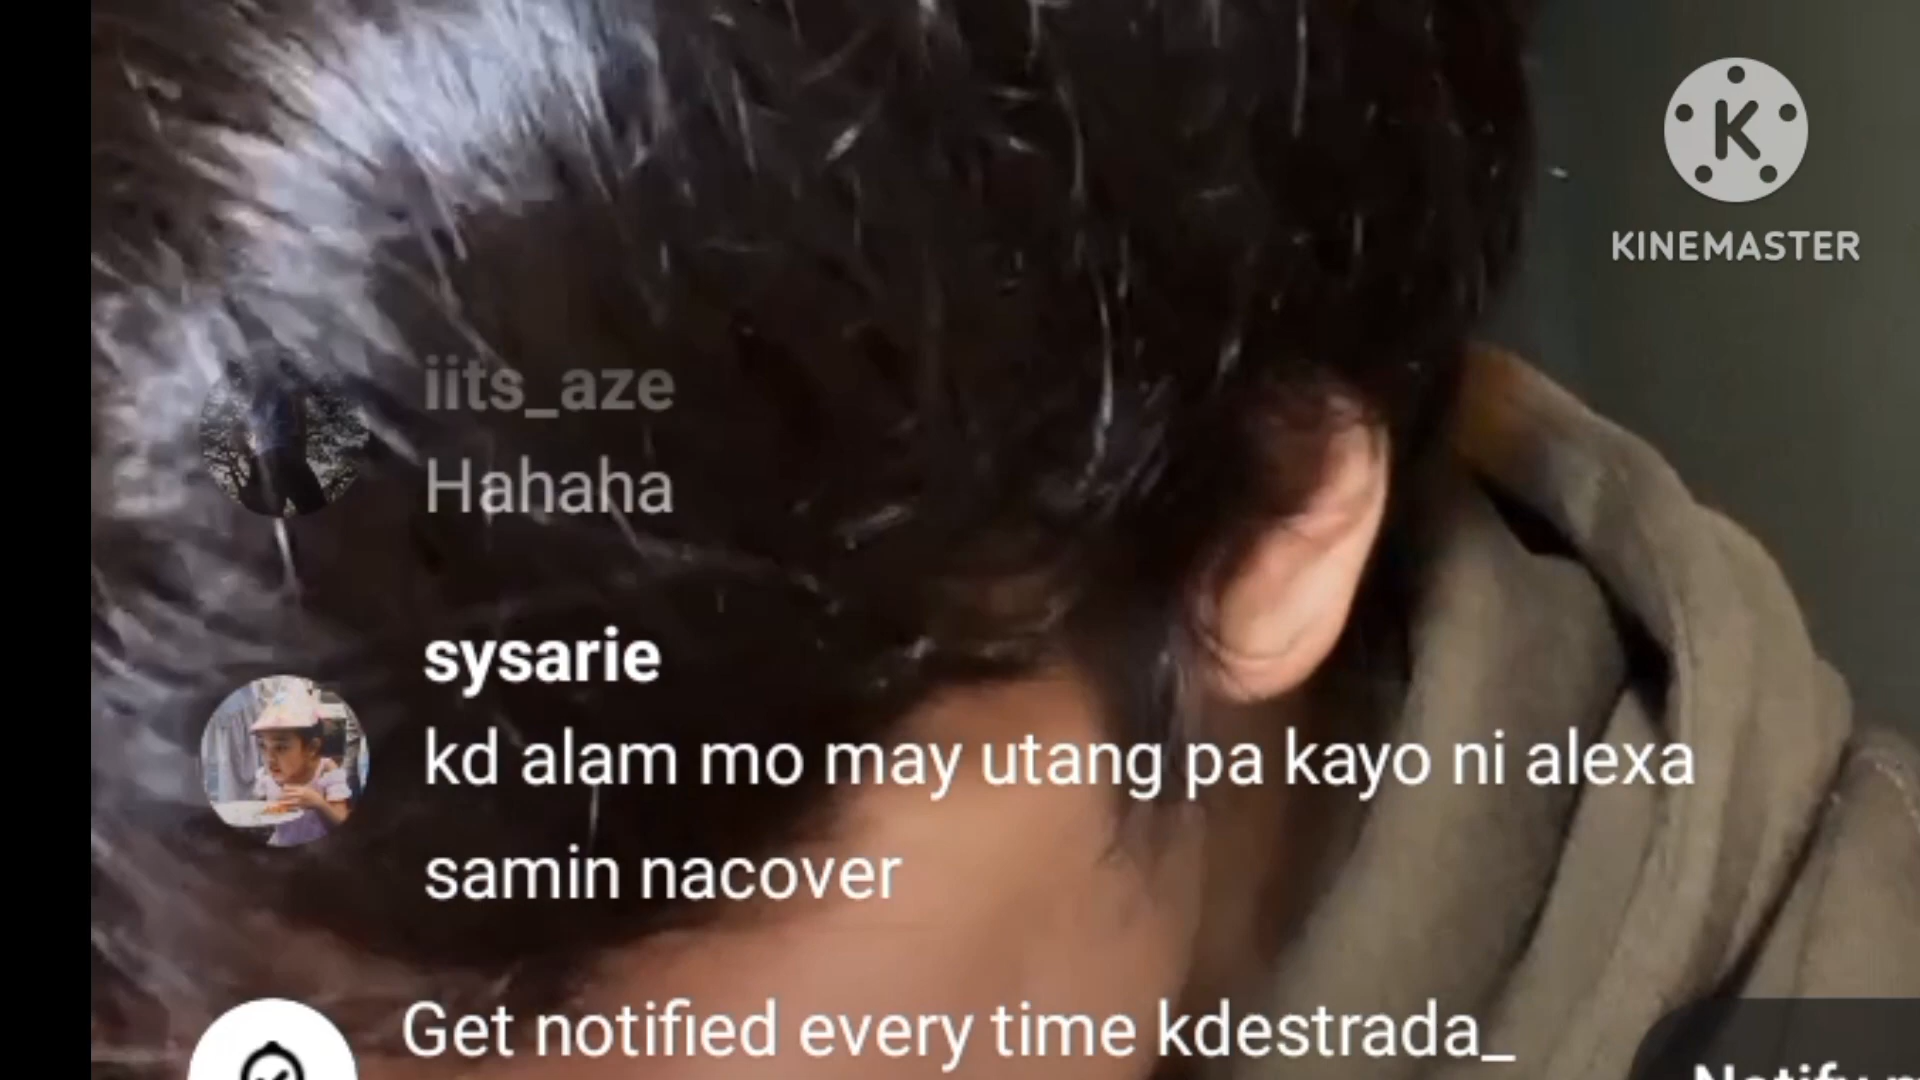 K
KINEMASTER
iits_aze
Hahaha
sysarie
kd alam mo may utang pa kayo ni alexa
samin nacover
Get notified every time kdestrada_